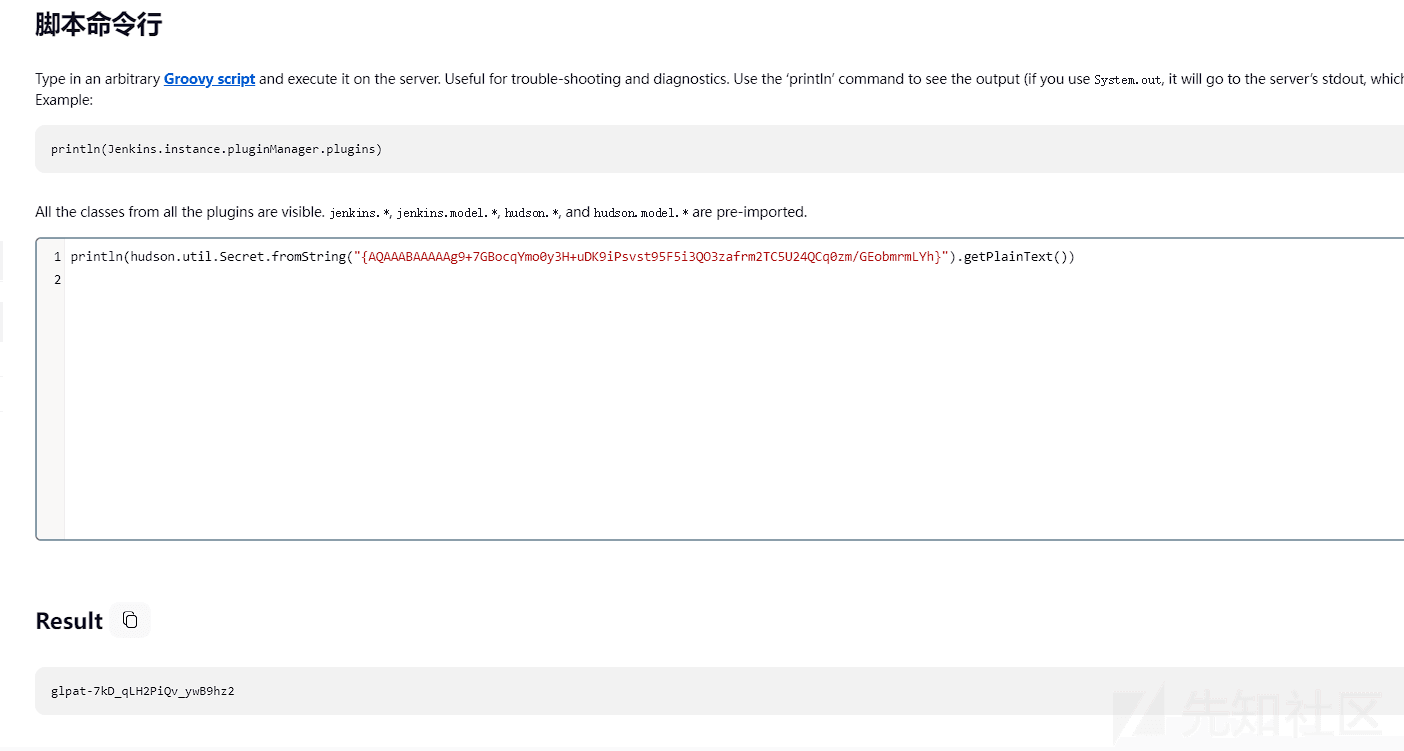 脚本命令行
Type in an arbitrary Groovy script and execute it on the server. Useful for trouble-shooting and diagnostics. Use the ‘println’ command to see the output (if you use System.out, it will go to the server’s stdout, which
Example:
println(Jenkins.instance.pluginManager.plugins)
All the classes from all the plugins are visible. jenkins.*, jenkins.model.*, hudson.*, and hudson.model.* are pre-imported.
1 println(hudson.util.Secret.fromString("{AQAAABAAAAAg9+7GBocqYmo0y3H+uDK9iPsvst95F5i3QO3zafrm2TC5U24QCq0zm/GEobmrmLYh}").getPlainText())
2
Result
glpat-7kD_qLH2PiQv_ywB9hz2
先知社区